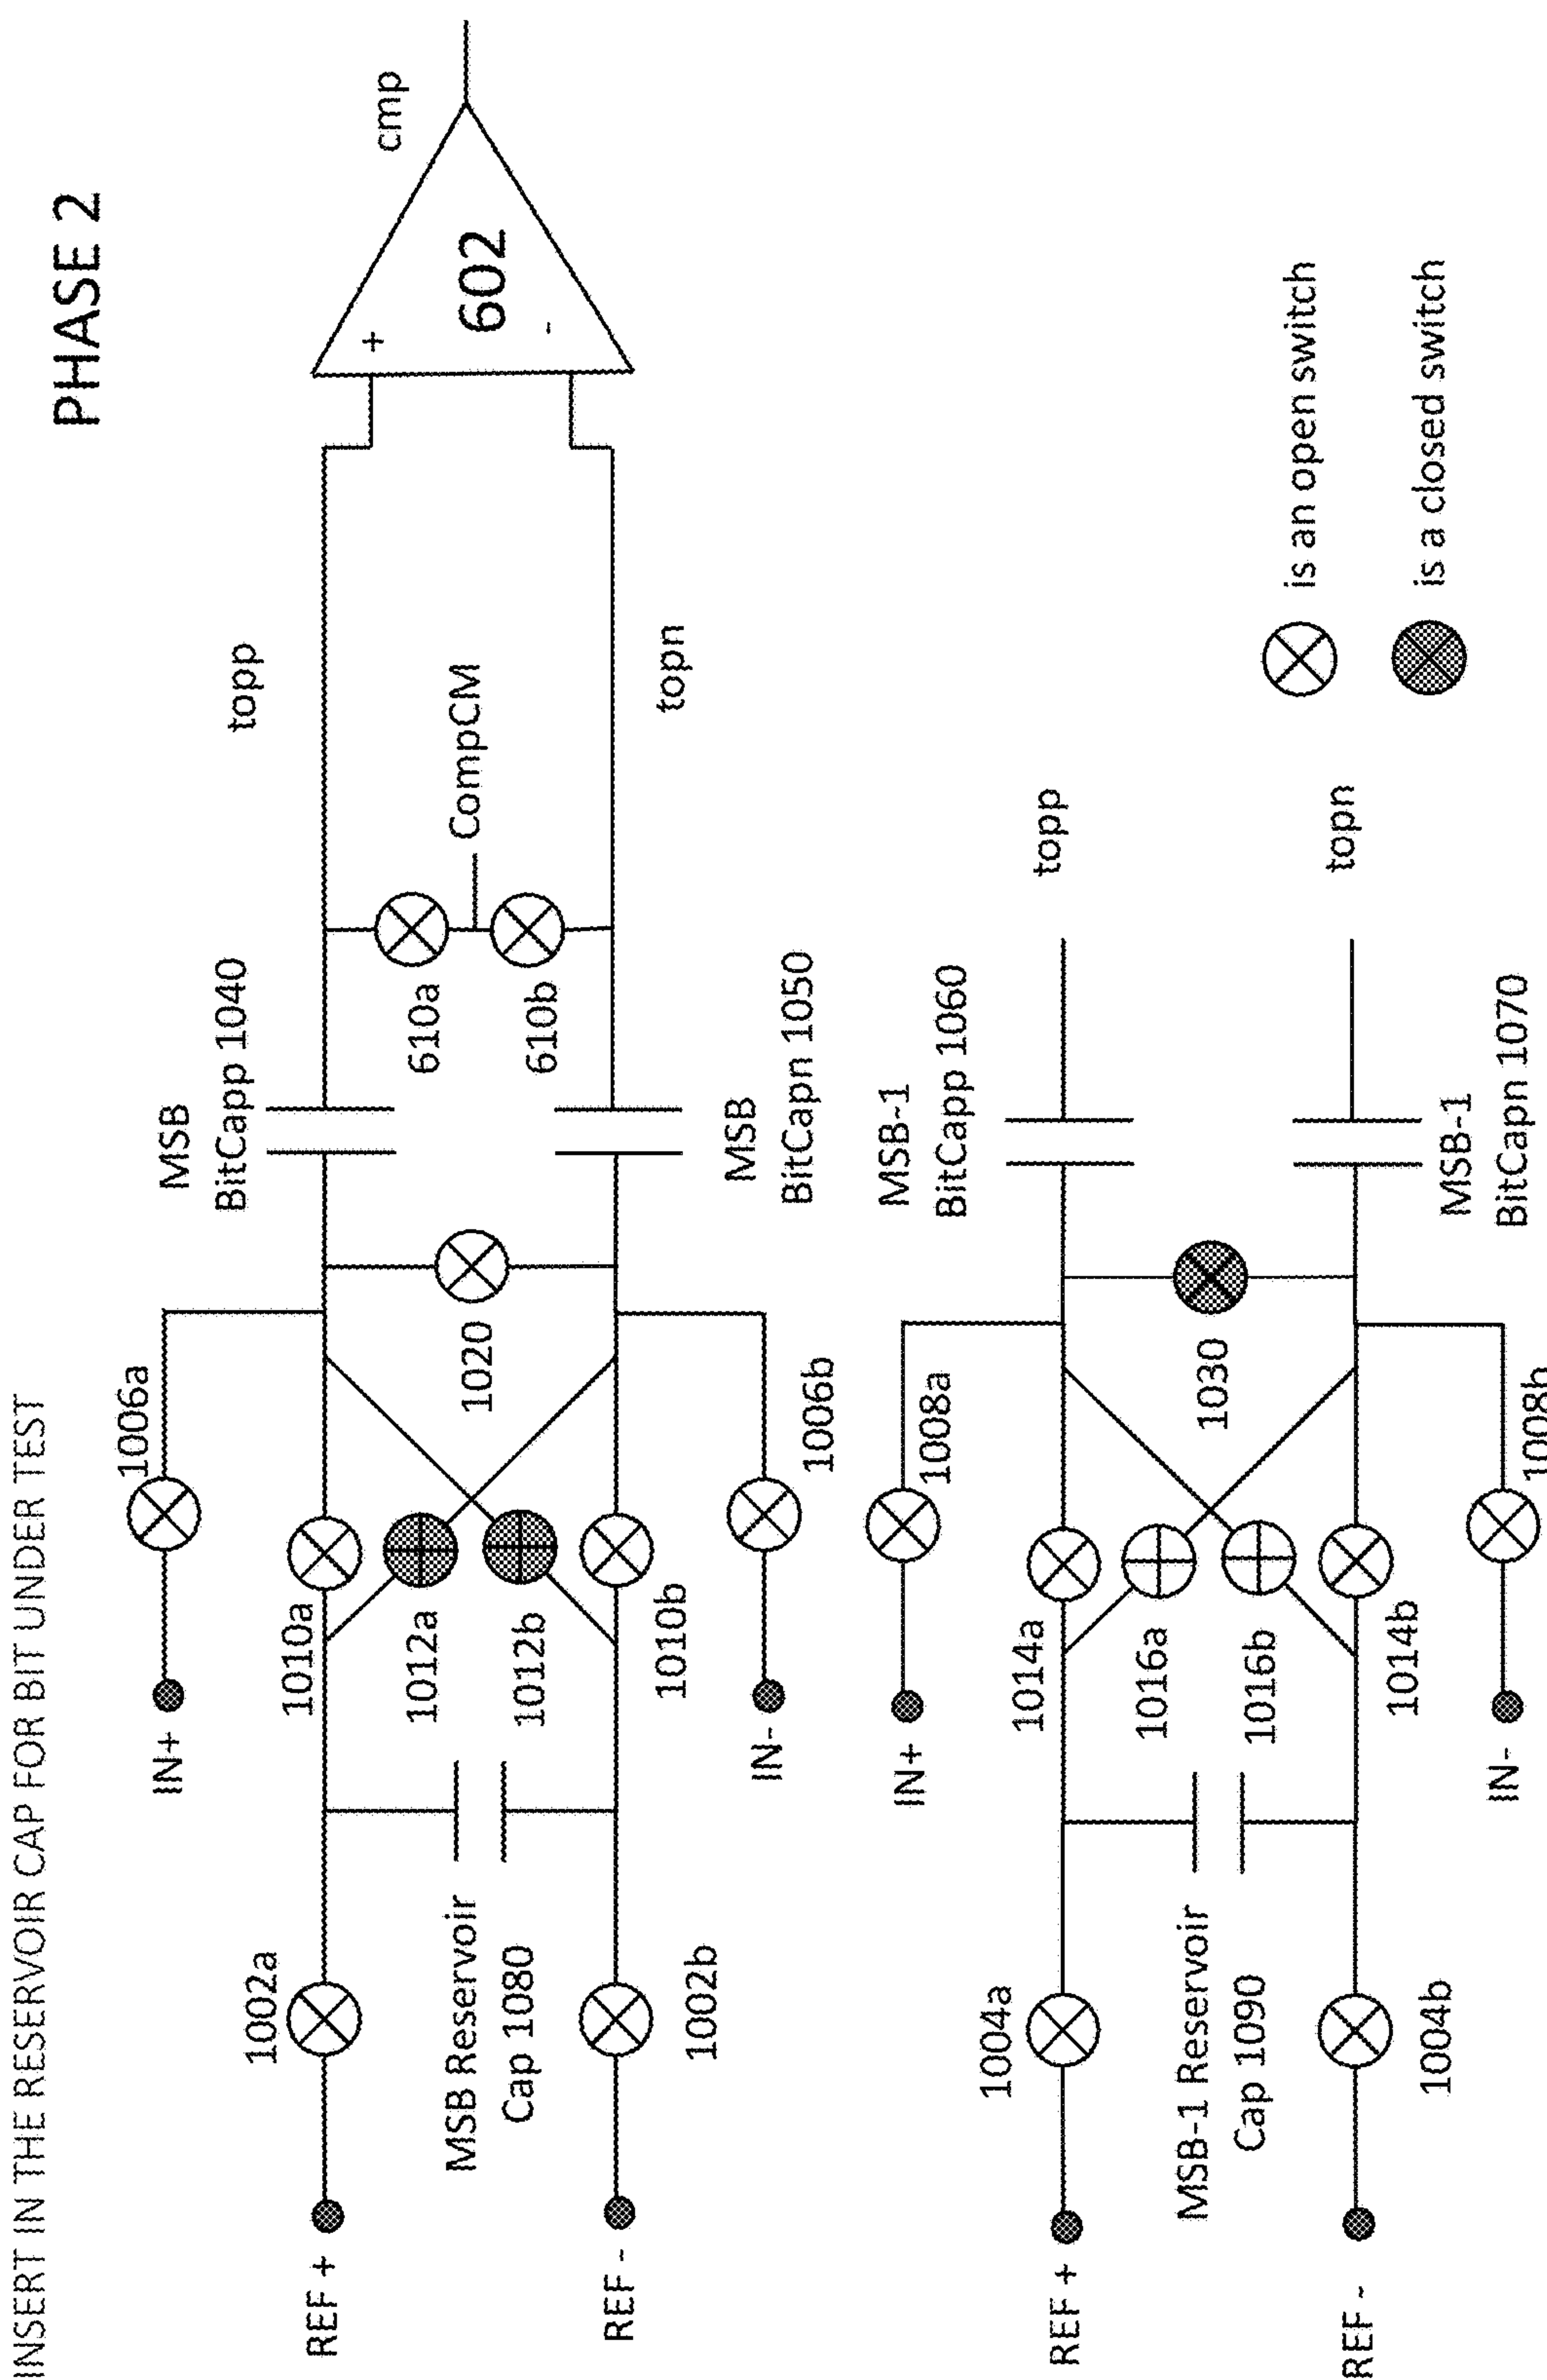 INSERT IN THE RESERVOIR CAP FOR BIT UNDER TEST
PHASE 2
IN+
1006a
MSB
BitCapp 1040
topp
cmp
REF +
1002a
1010a
1012a
1012b
1010b
1020
610a
610b
CompCM
+
-
602
MSB Reservoir
Cap 1080
REF -
1002b
IN-
1006b
MSB
BitCapn 1050
topn
IN+
1008a
MSB-1
BitCapp 1060
topp
REF +
1004a
1014a
1016a
1016b
1014b
1030
MSB-1 Reservoir
Cap 1090
REF -
1004b
IN-
1008b
MSB-1
BitCapn 1070
topn
is an open switch
is a closed switch